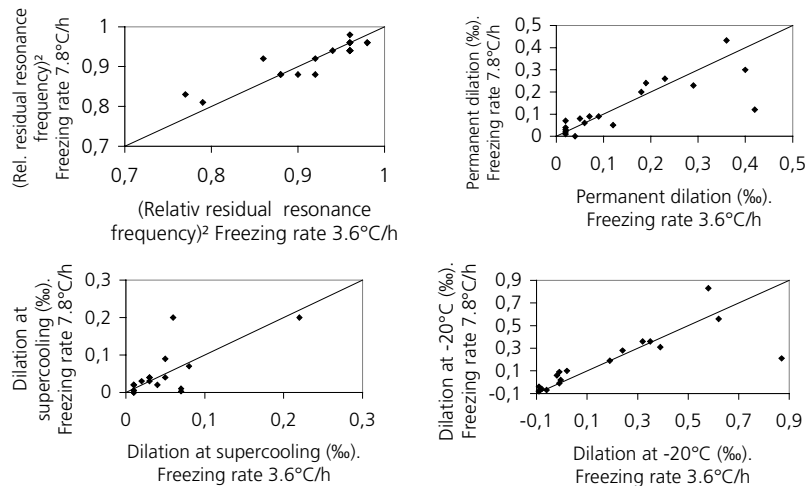 (Rel. residual resonance
frequency)²
Freezing rate 7.8°C/h
1
0,9
0,8
0,7
0,7
0,8
0,9
1
(Relativ residual resonance
frequency)² Freezing rate 3.6°C/h
Permanent dilation (‰).
Freezing rate 7.8°C/h
0,5
0,4
0,3
0,2
0,1
0
0
0,1
0,2
0,3
0,4
0,5
Permanent dilation (‰).
Freezing rate 3.6°C/h
Dilation at
supercooling (‰).
Freezing rate 7.8°C/h
0,3
0,2
0,1
0
0
0,1
0,2
0,3
Dilation at supercooling (‰).
Freezing rate 3.6°C/h
Dilation at -20°C (‰).
Freezing rate 7.8°C/h
0,9
0,7
0,5
0,3
0,1
-0,1
-0,1
0,1
0,3
0,5
0,7
0,9
Dilation at -20°C (‰).
Freezing rate 3.6°C/h